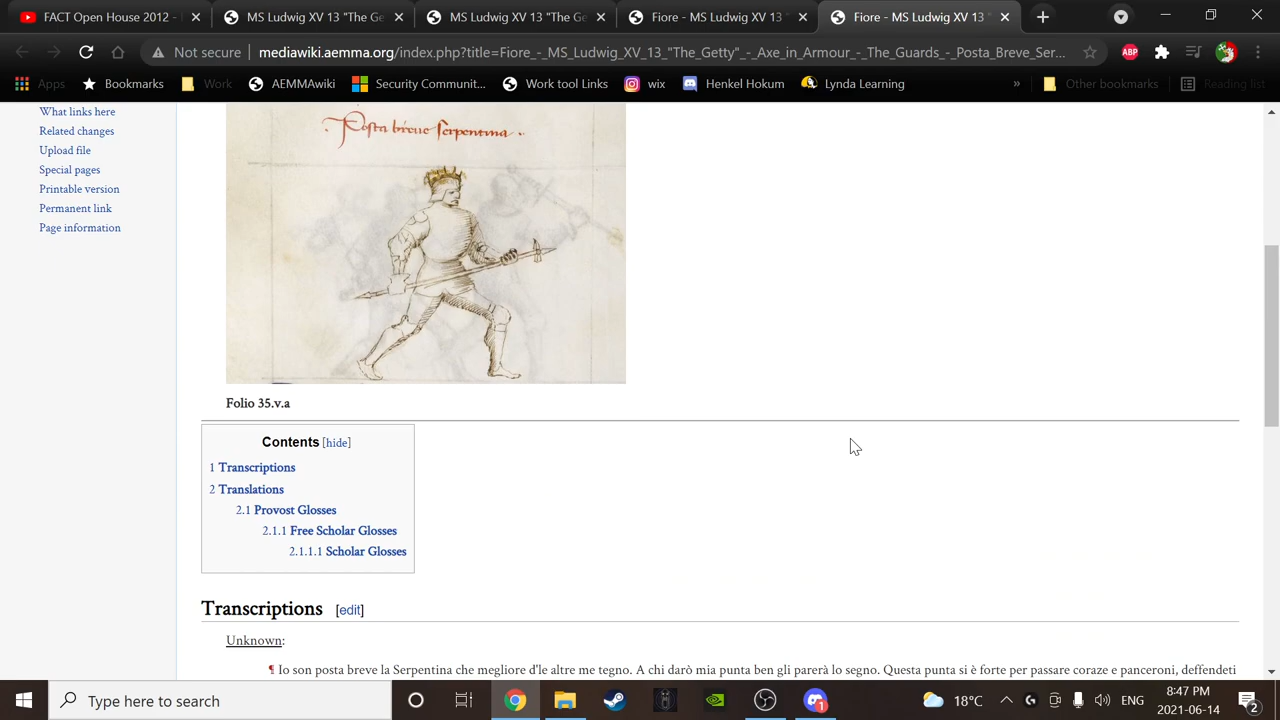 FACT Open House 2012 -
MS Ludwig XV 13 "The Ge
MS Ludwig XV 13 "The Ge
Fiore - MS Ludwig XV 13
Fiore - MS Ludwig XV 13 "
Not secure
mediawiki.aemma.org/index.php?title=Fiore_-_MS_Ludwig_XV_13_"The_Getty"_-_Axe_in_Armour_-_The_Guards_-_Posta_Breve_Ser...
ABP
Apps
Bookmarks
Work
AEMMAwiki
Security Communit...
Work tool Links
wix
Henkel Hokum
Lynda Learning
»
Other bookmarks
Reading list
What links here
Related changes
Upload file
Special pages
Printable version
Permanent link
Page information
Posta breue serpentina
Folio 35.v.a
Contents [hide]
1 Transcriptions
2 Translations
2.1 Provost Glosses
2.1.1 Free Scholar Glosses
2.1.1.1 Scholar Glosses
Transcriptions [edit]
Unknown:
¶ Io son posta breve la Serpentina che megliore d'le altre me tegno. A chi darò mia punta ben gli parerà lo segno. Questa punta si è forte per passare coraze e panceroni, deffendeti
Type here to search
1
18°C
ENG
8:47 PM
2021-06-14
2